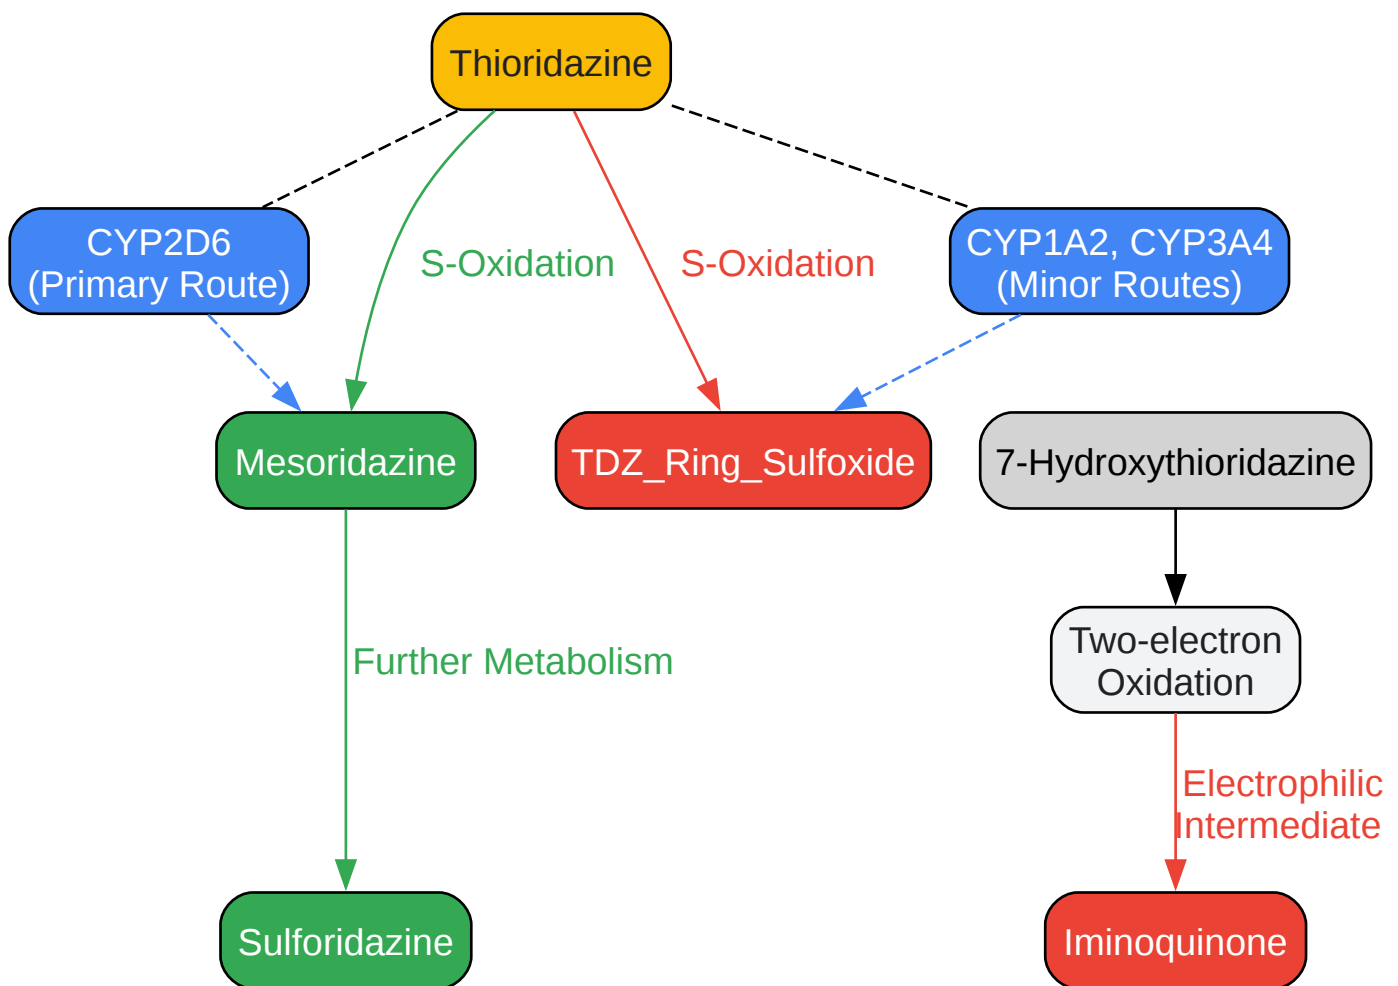 Thioridazine
CYP2D6
(Primary Route)
S-Oxidation
S-Oxidation
CYP1A2, CYP3A4
(Minor Routes)
Mesoridazine
TDZ_Ring_Sulfoxide
7-Hydroxythioridazine
Two-electron
Oxidation
Further Metabolism
Electrophilic
Intermediate
Sulforidazine
Iminoquinone